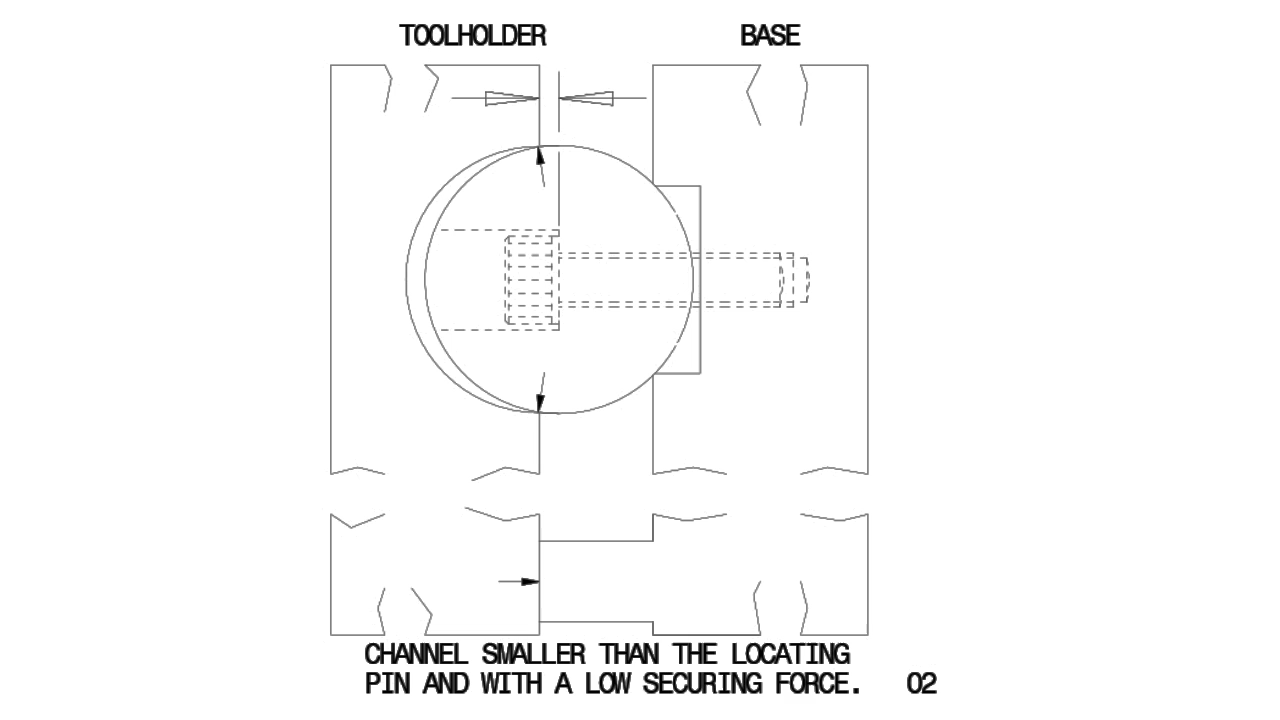 TOOLHOLDER BASE
CHANNEL SMALLER THAN THE LOCATING
PIN AND WITH A LOW SECURING FORCE. 02